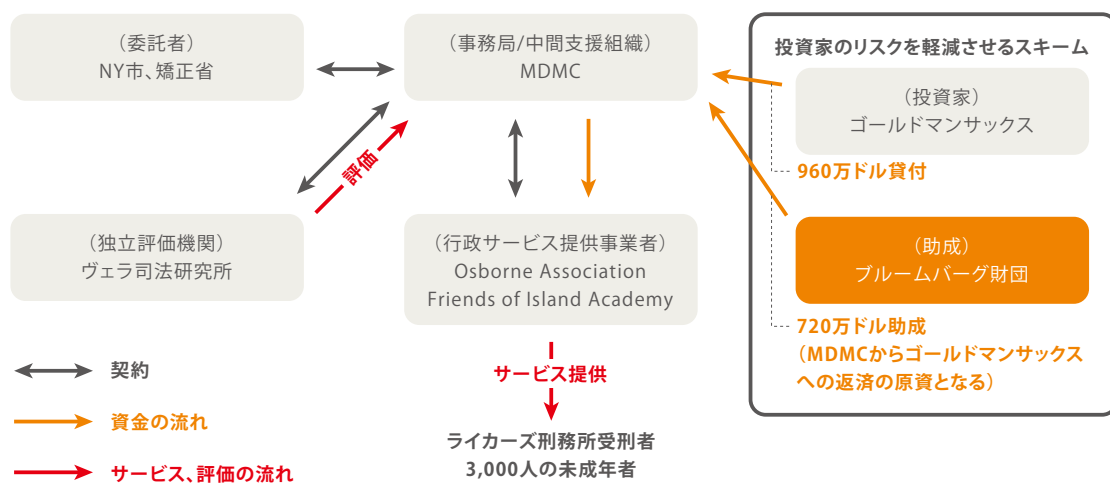 (委託者)
NY市、矯正省
(事務局/中間支援組織)
MDMC
投資家のリスクを軽減させるスキーム
(投資家)
ゴールドマンサックス
960万ドル貸付
評価
(独立評価機関)
ヴェラ司法研究所
(行政サービス提供事業者)
Osborne Association
Friends of Island Academy
(助成)
ブルームバーグ財団
720万ドル助成
(MDMCからゴールドマンサックス
への返済の原資となる)
サービス提供
ライカーズ刑務所受刑者
3,000人の未成年者
契約
資金の流れ
サービス、評価の流れ